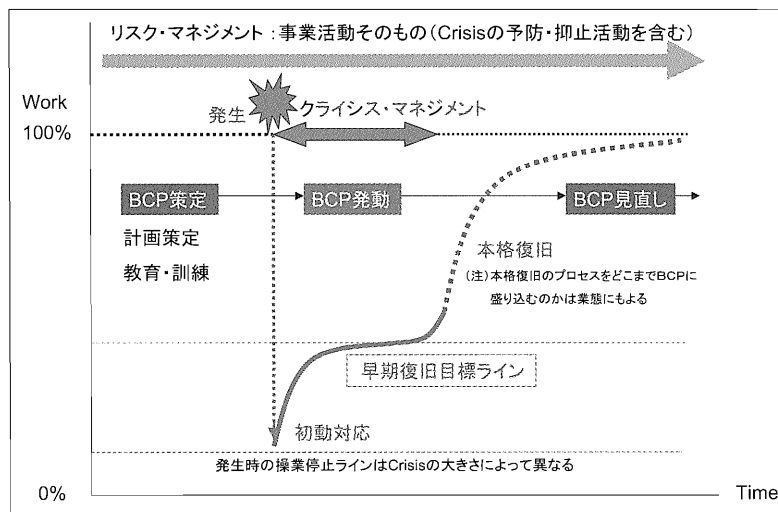 リスク・マネジメント：事業活動そのもの（Crisisの予防・抑止活動を含む）
Work
発生
クライシス・マネジメント
100%
BCP策定
BCP発動
BCP見直し
計画策定
教育・訓練
本格復旧
（注）本格復旧のプロセスをどこまでBCPに
盛り込むのかは業態にもよる
早期復旧目標ライン
初動対応
発生時の操業停止ラインはCrisisの大きさによって異なる
0%
Time